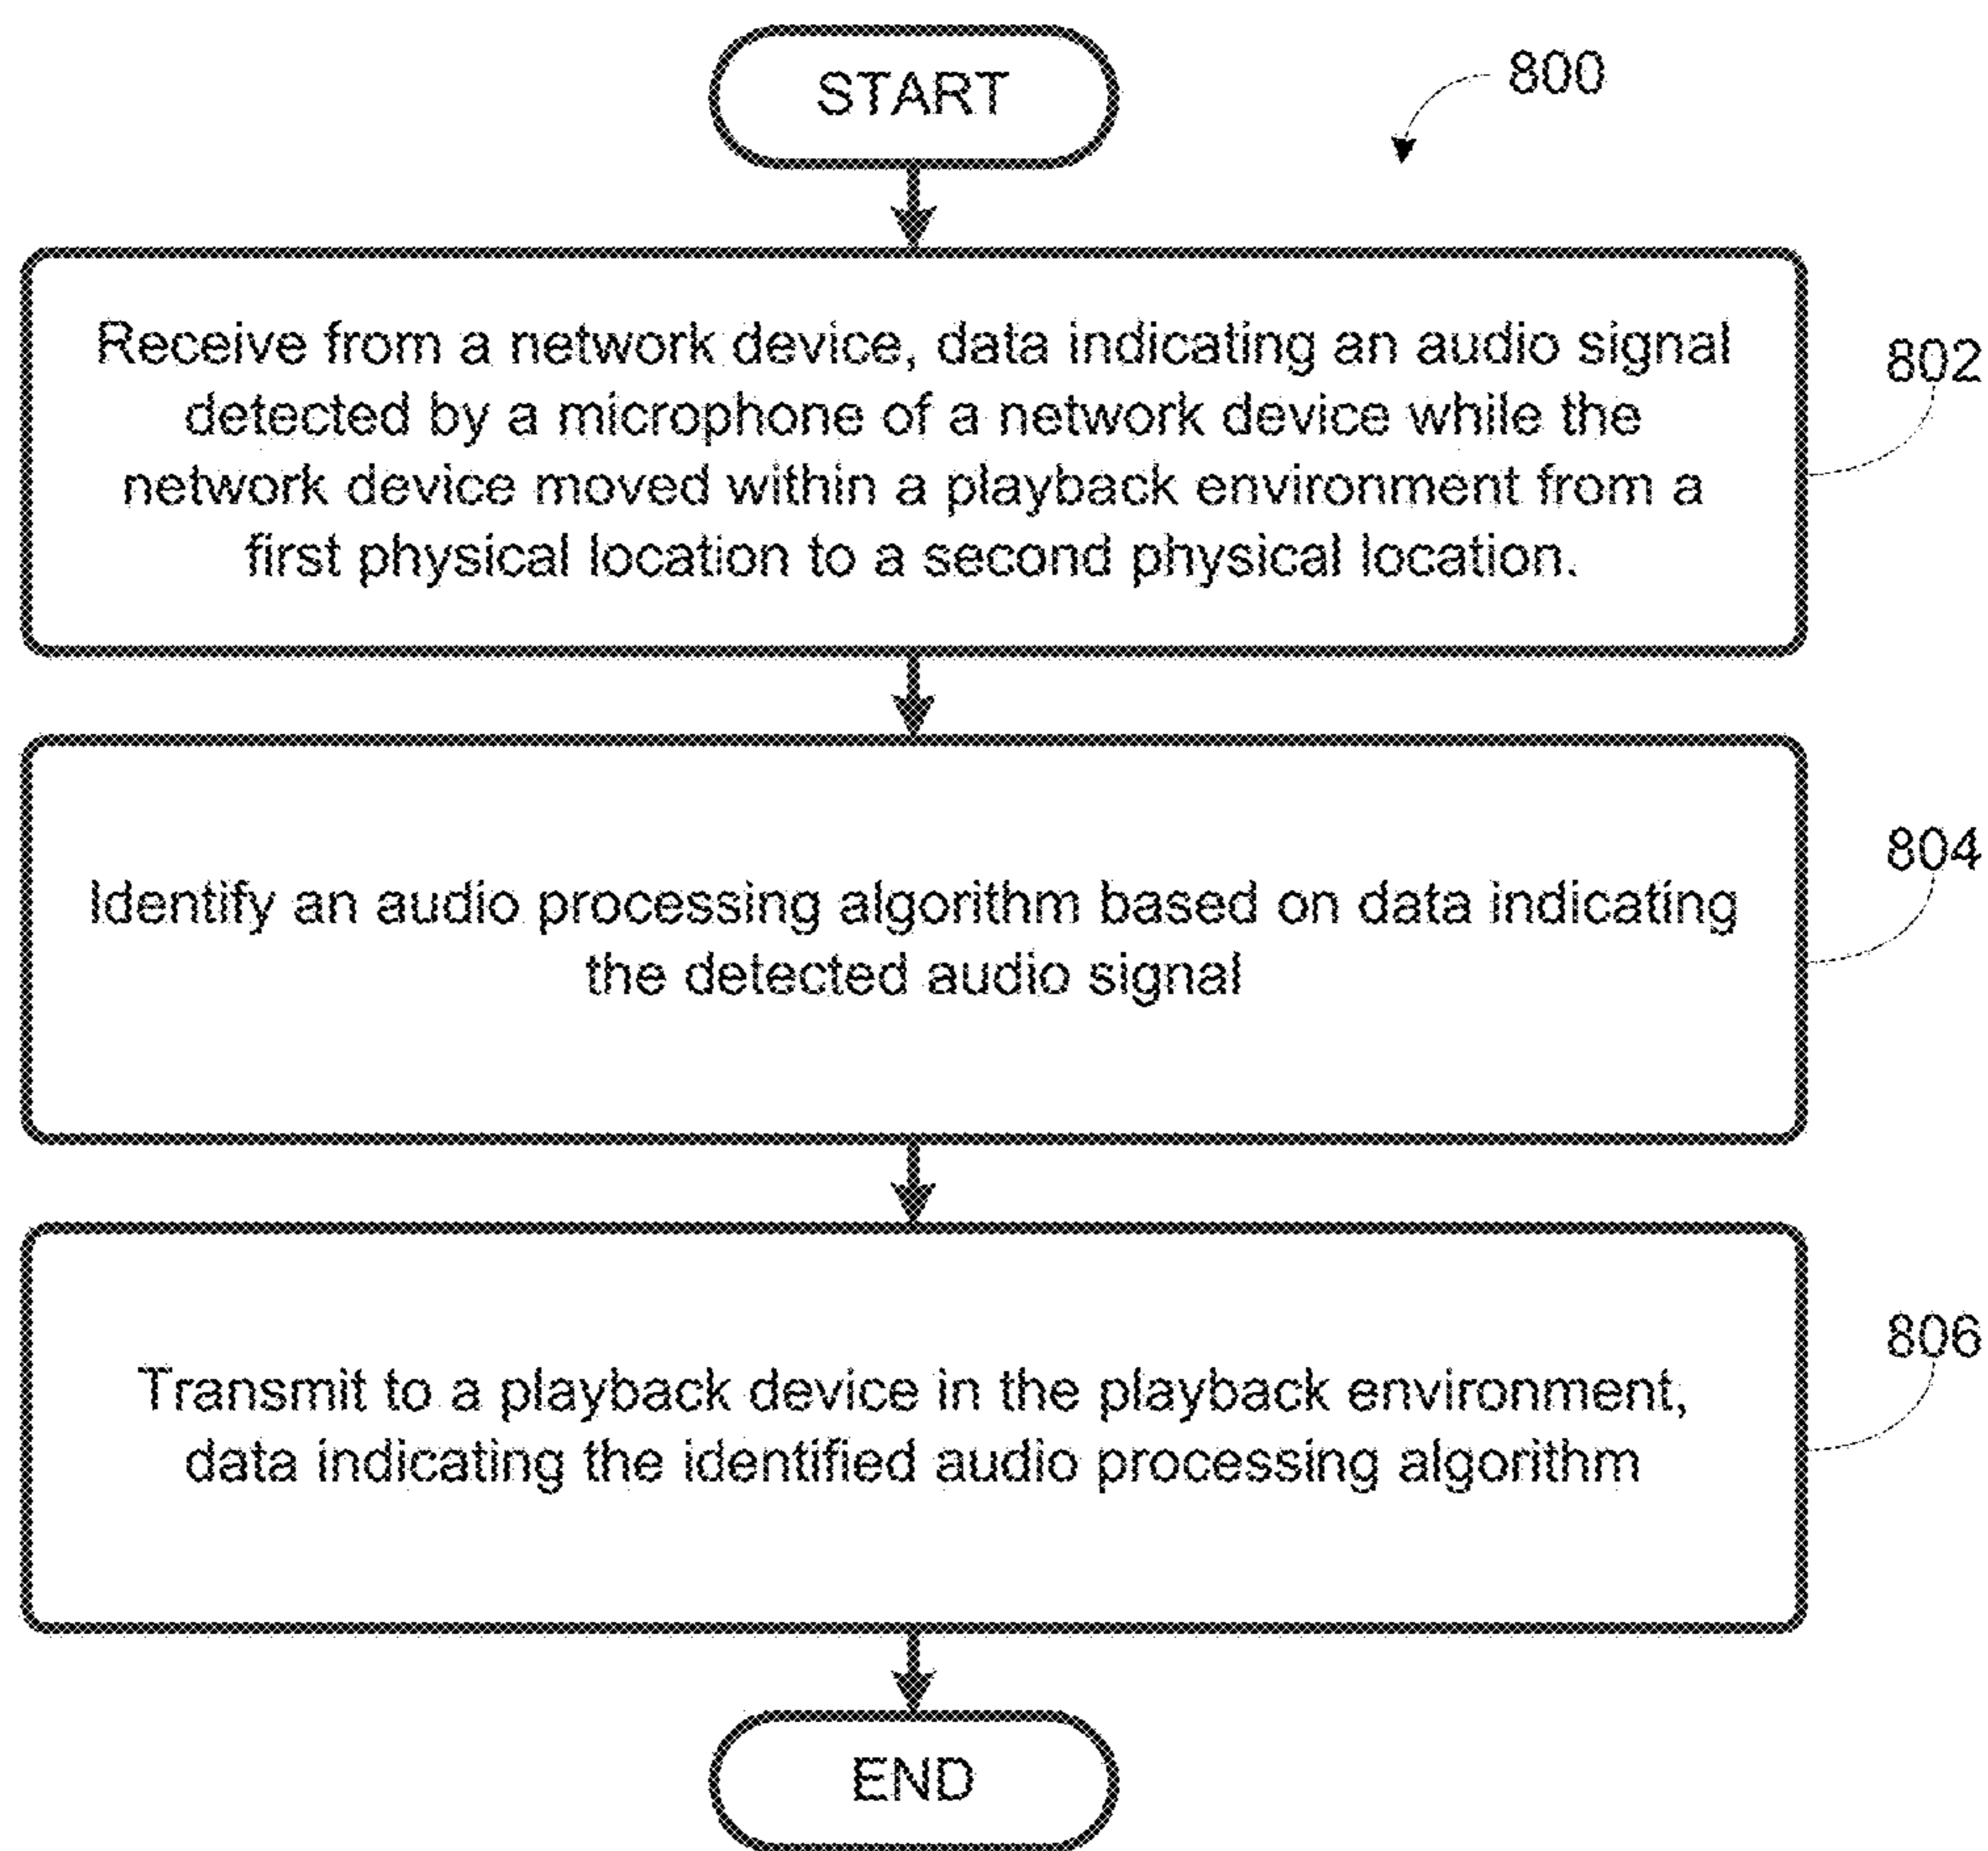 START
800
Receive from a network device, data indicating an audio signal
detected by a microphone of a network device while the
network device moved within a playback environment from a
first physical location to a second physical location.
802
Identify an audio processing algorithm based on data indicating
the detected audio signal
804
Transmit to a playback device in the playback environment,
data indicating the identified audio processing algorithm
806
END